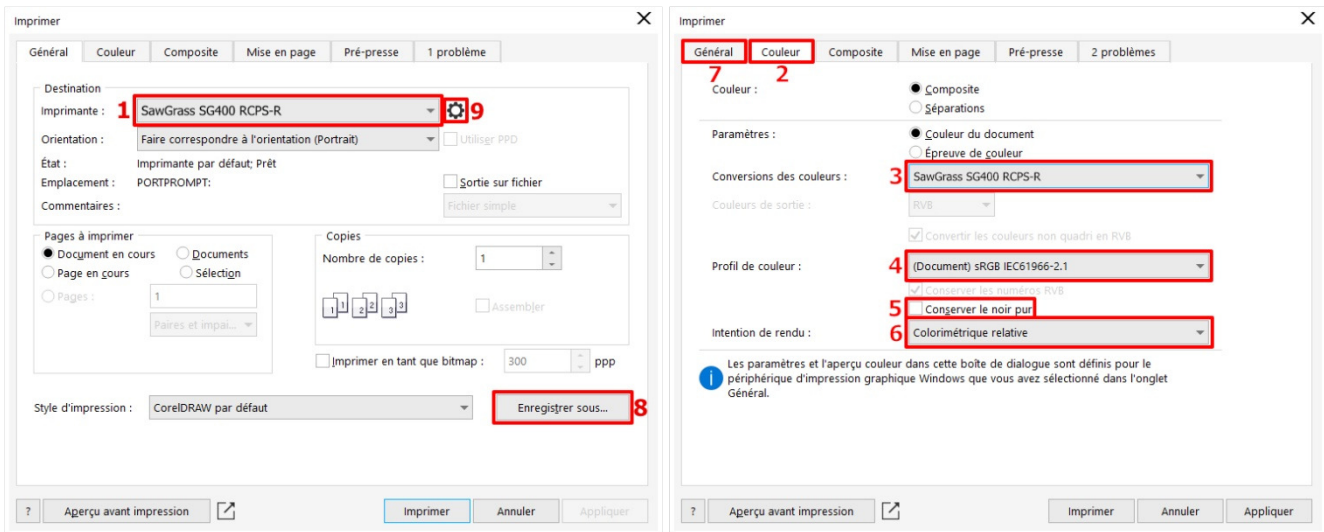 Imprimer
Général Couleur Composite Mise en page Pré-presse 1 problème
Destination
Imprimante : 1 SawGrass SG400 RCPS-R 9
Orientation : Faire correspondre à l'orientation (Portrait) Utiliser PPD
État : Imprimante par défaut; Prêt
Emplacement : PORTPROMPT: Sortie sur fichier
Commentaires : Fichier simple
Pages à imprimer
Document en cours Documents
Page en cours Sélection
Pages : 1
Paires et impai...
Copies
Nombre de copies : 1
1 1 2 2 3 3 Assembler
Imprimer en tant que bitmap : 300 ppp
Style d'impression : CorelDRAW par défaut Enregistrer sous... 8
? Aperçu avant impression Imprimer Annuler Appliquer
Imprimer
Général Couleur Composite Mise en page Pré-presse 2 problèmes
7 2
Couleur : Composite
Séparations
Paramètres : Couleur du document
Épreuve de couleur
Conversions des couleurs : 3 SawGrass SG400 RCPS-R
Couleurs de sortie : RVB
Convertir les couleurs non quadri en RVB
Profil de couleur : 4 (Document) sRGB IEC61966-2.1
Conserver les numéros RVB
5 Conserver le noir pur
Intention de rendu : 6 Colorimétrique relative
Les paramètres et l'aperçu couleur dans cette boîte de dialogue sont définis pour le
périphérique d'impression graphique Windows que vous avez sélectionné dans l'onglet
Général.
? Aperçu avant impression Imprimer Annuler Appliquer